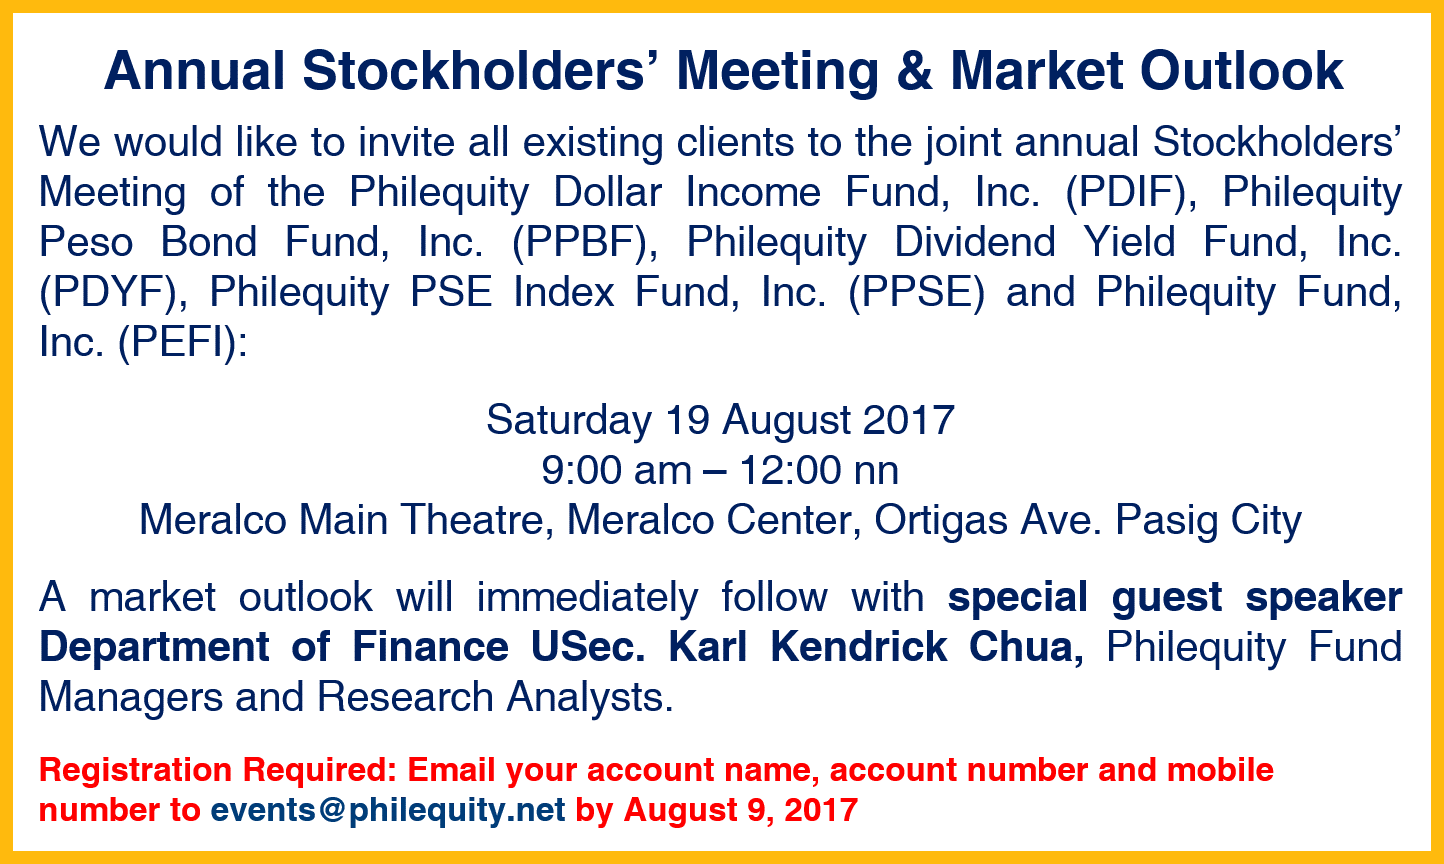 Annual Stockholders’ Meeting & Market Outlook
We would like to invite all existing clients to the joint annual Stockholders’
Meeting of the Philequity Dollar Income Fund, Inc. (PDIF), Philequity
Peso Bond Fund, Inc. (PPBF), Philequity Dividend Yield Fund, Inc.
(PDYF), Philequity PSE Index Fund, Inc. (PPSE) and Philequity Fund,
Inc. (PEFI):
Saturday 19 August 2017
9:00 am – 12:00 nn
Meralco Main Theatre, Meralco Center, Ortigas Ave. Pasig City
A market outlook will immediately follow with special guest speaker
Department of Finance USec. Karl Kendrick Chua, Philequity Fund
Managers and Research Analysts.
Registration Required: Email your account name, account number and mobile
number to events@philequity.net by August 9, 2017